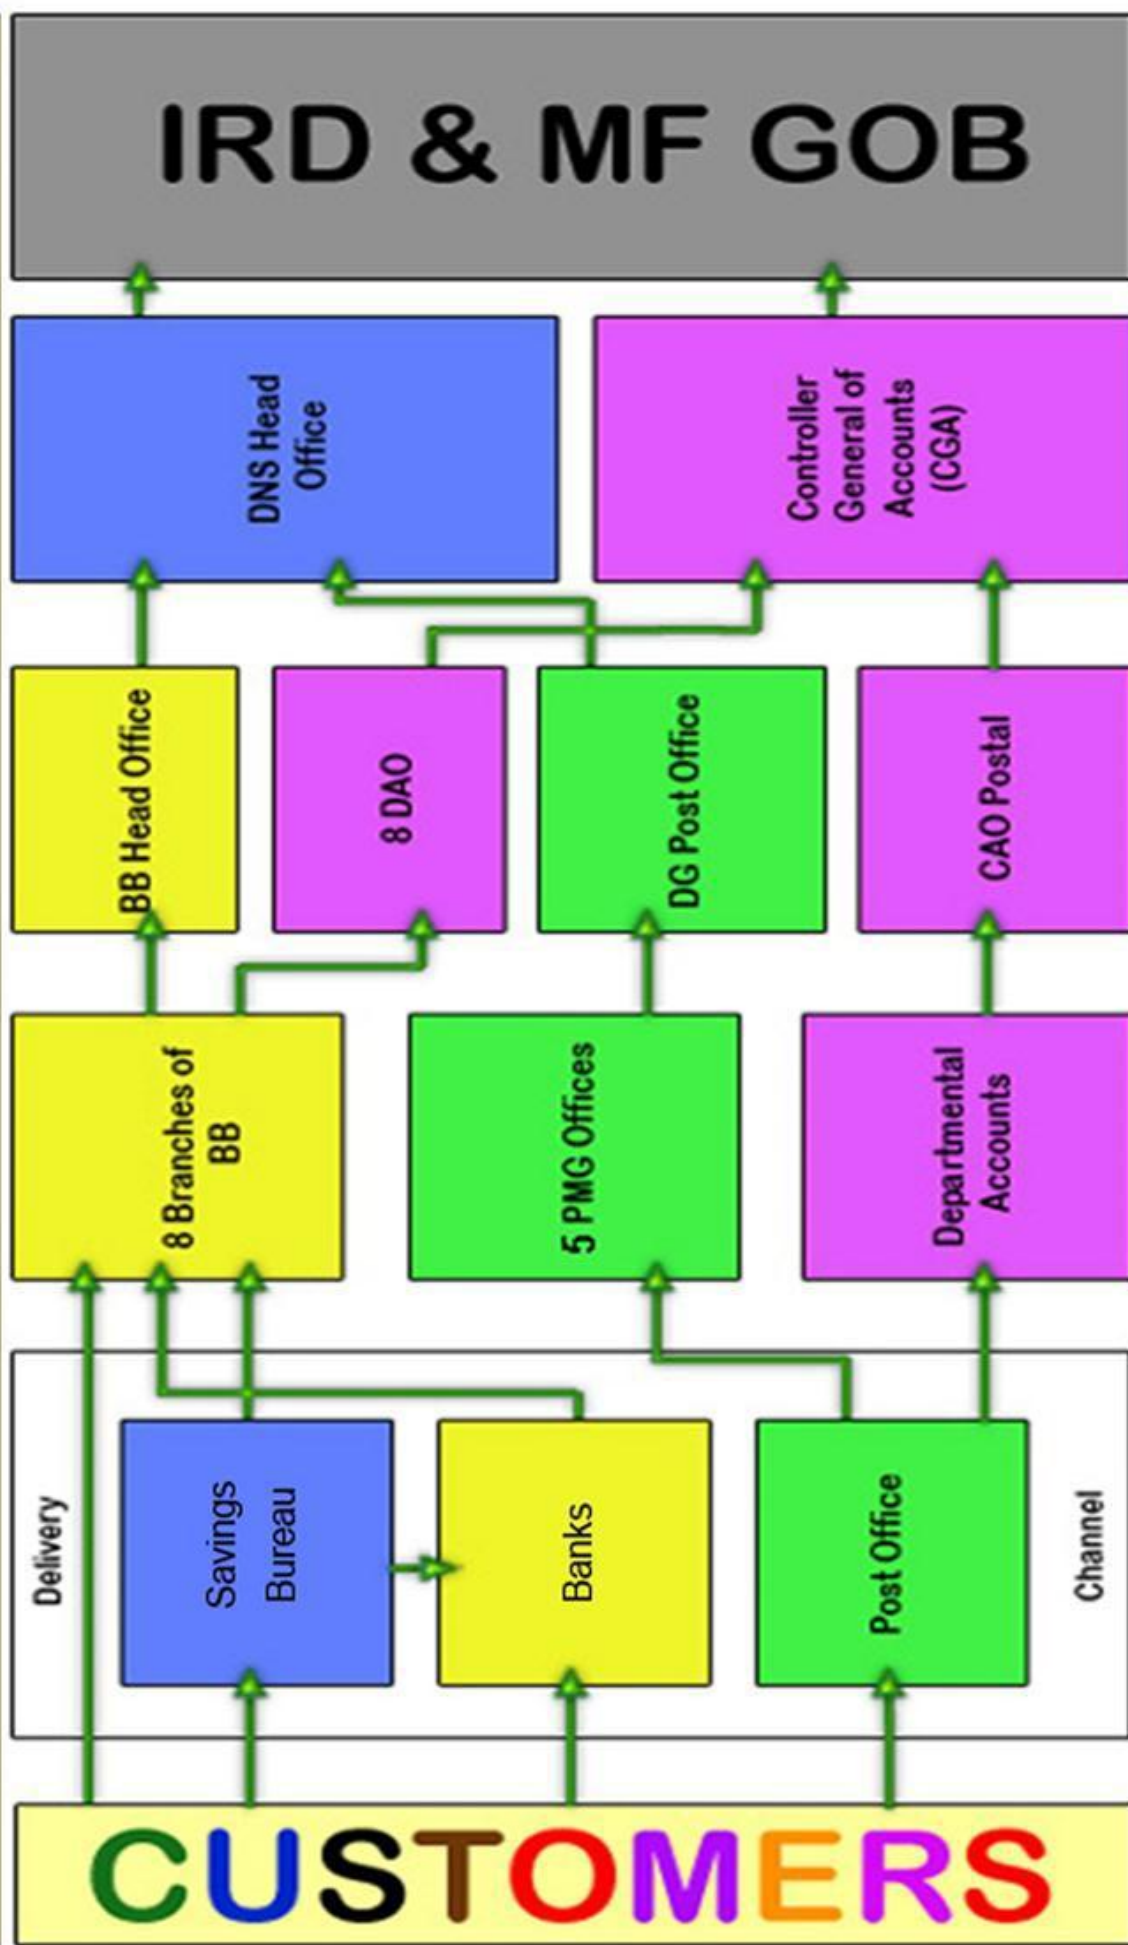 IRD & MF GOB
DNS Head
Office
Controller
General of
Accounts
(CGA)
BB Head Office
8 DAO
DG Post Office
CAO Postal
8 Branches of
BB
5 PMG Offices
Departmental
Accounts
Delivery
Savings
Bureau
Banks
Post Office
Channel
CUSTOMERS